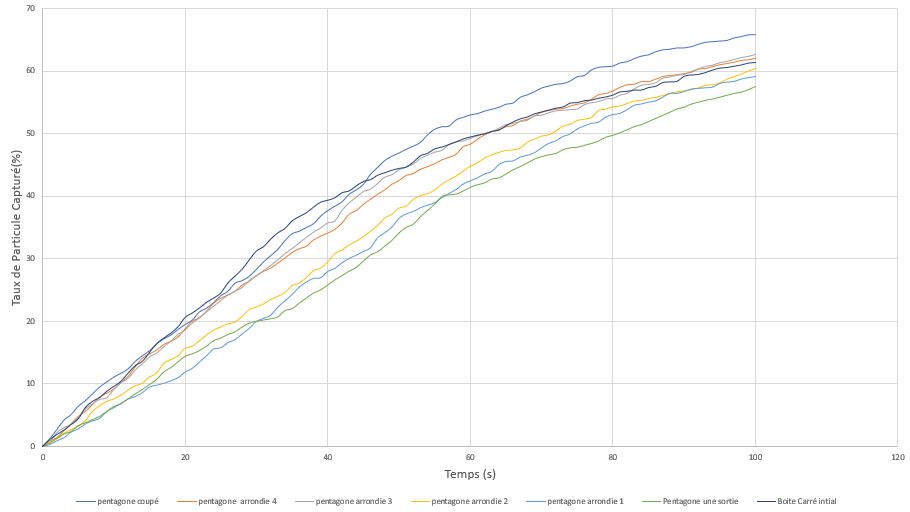 70
60
50
40
30
20
10
0
Taux de Particule Capturé(%)
0 20 40 60 80 100 120
Temps (s)
pentagone coupé pentagone arrondie 4 pentagone arrondie 3 pentagone arrondie 2 pentagone arrondie 1 Pentagone une sortie Boite Carré intial